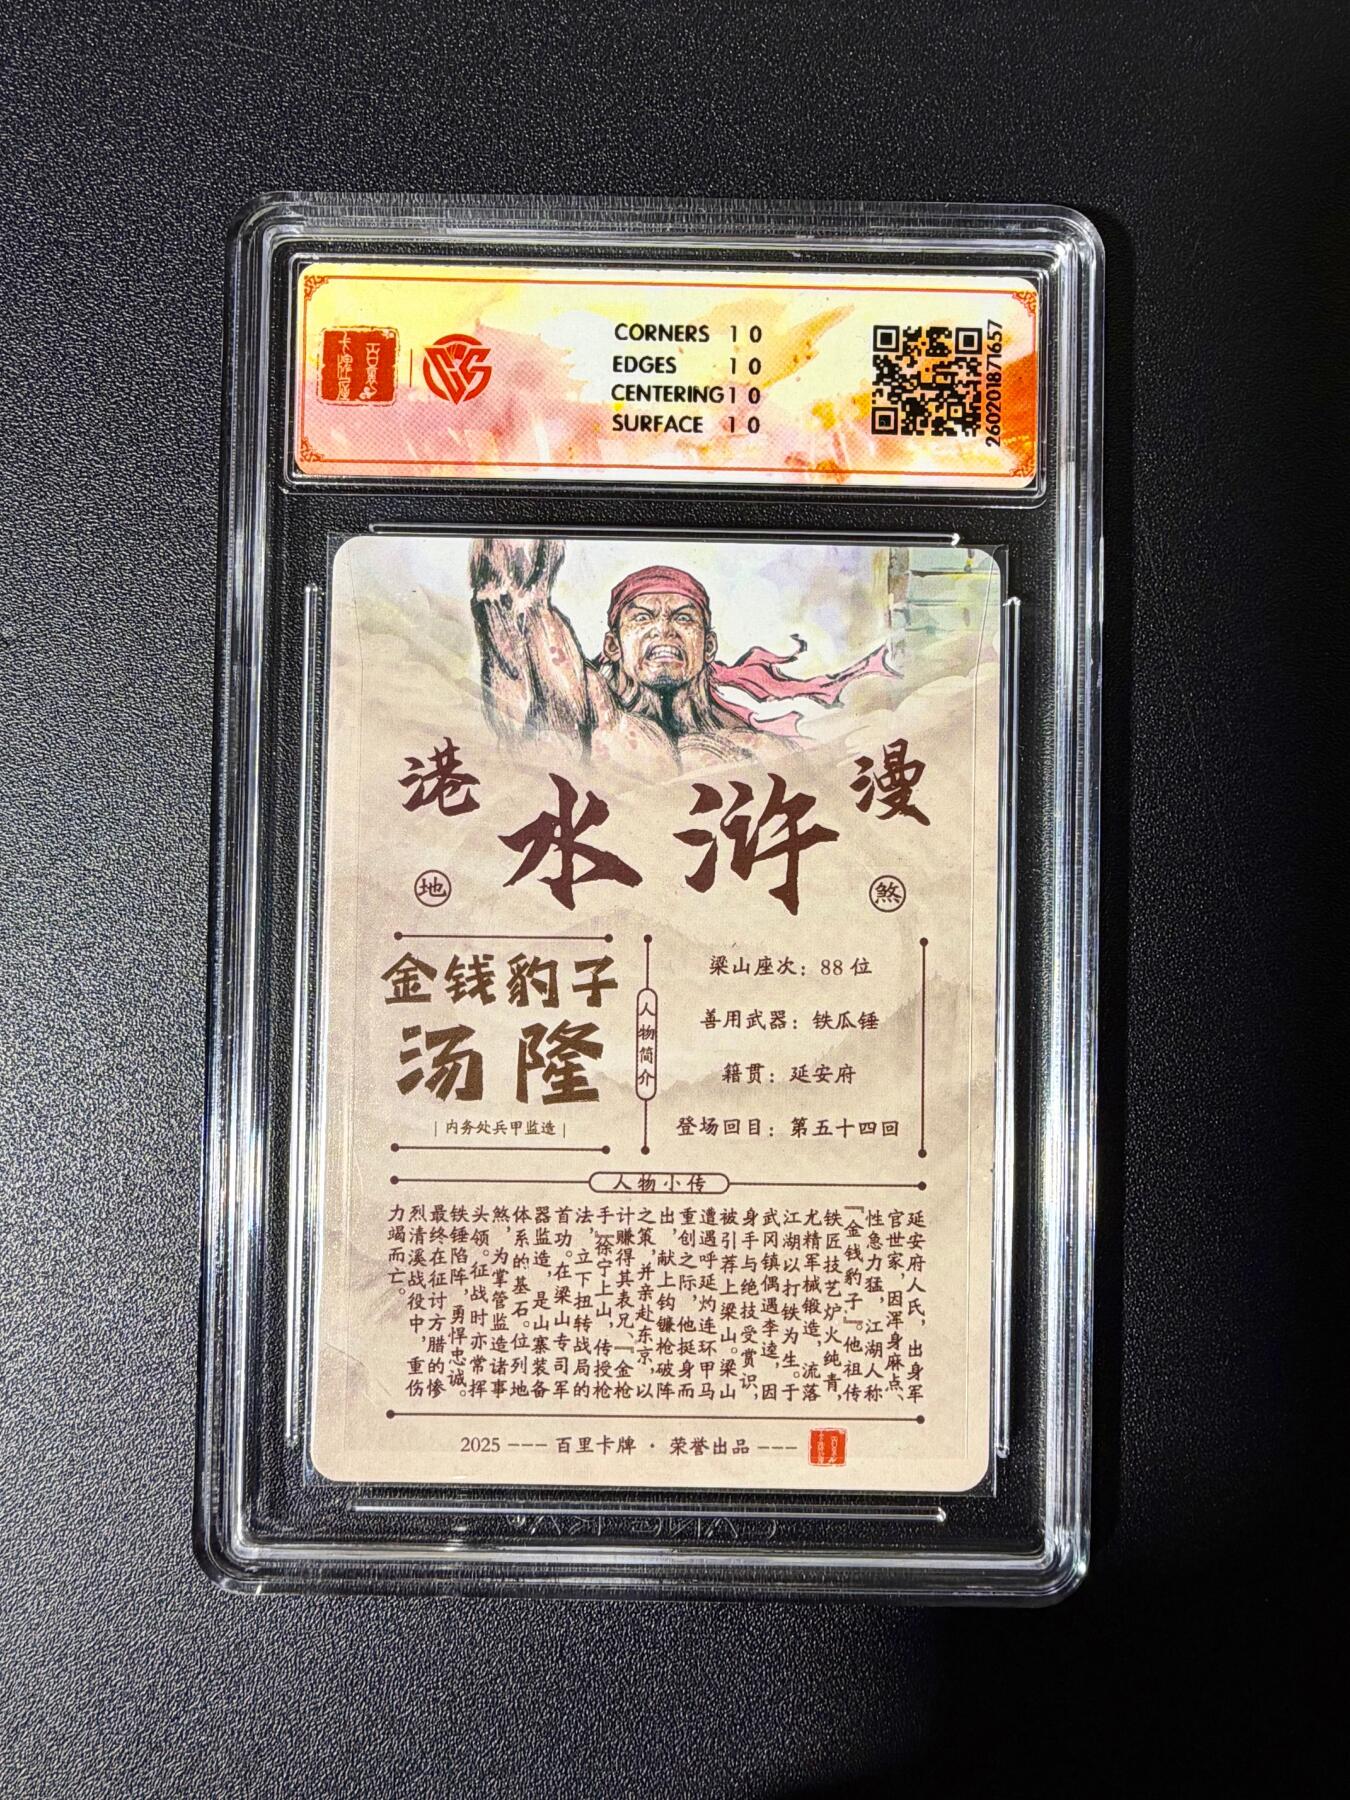 CORNERS 10
EDGES 10
CENTERING10
SURFACE 10
260201871657
港水浒漫
地
煞
金钱豹子
汤隆
|内务处兵甲监造|
人物简介
梁山座次：88 位
善用武器：铁瓜锤
籍贯：延安府
登场回目：第五十四回
人物小传
延安府人氏，出身军
官世家，因浑身麻点、
性急力猛，江湖人称
『金钱豹子』。他祖传
铁匠技艺炉火纯青，
尤精军械锻造，流落
江湖以打铁为生。于
武冈镇偶遇李逵，因
身手与绝技受赏识，
被引荐上梁山。梁山
遭遇呼延灼连环甲马
重创之际，他挺身而
出，献上钩镰枪破阵
之策，并亲赴东京，以
计赚得其表兄、『金枪
手』徐宁上山，传授枪
法，立下扭转战局的
首功。在梁山专司军
器监造，是山寨装备
体系的基石。位列地
煞，为掌管监造诸事
头领。征战时亦常挥
铁锤陷阵，勇悍忠诚。
最终在征讨方腊的惨
烈清溪战役中，重伤
力竭而亡。
2025 --- 百里卡牌 · 荣誉出品 ---